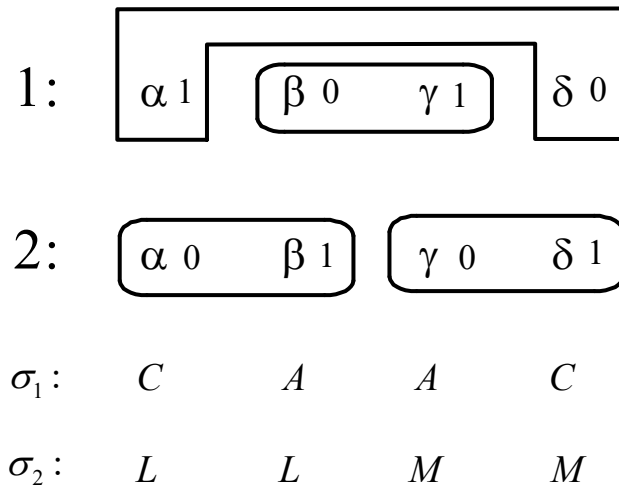 1: α 1 β 0 γ 1 δ 0
2: α 0 β 1 γ 0 δ 1
σ₁: C A A C
σ₂: L L M M